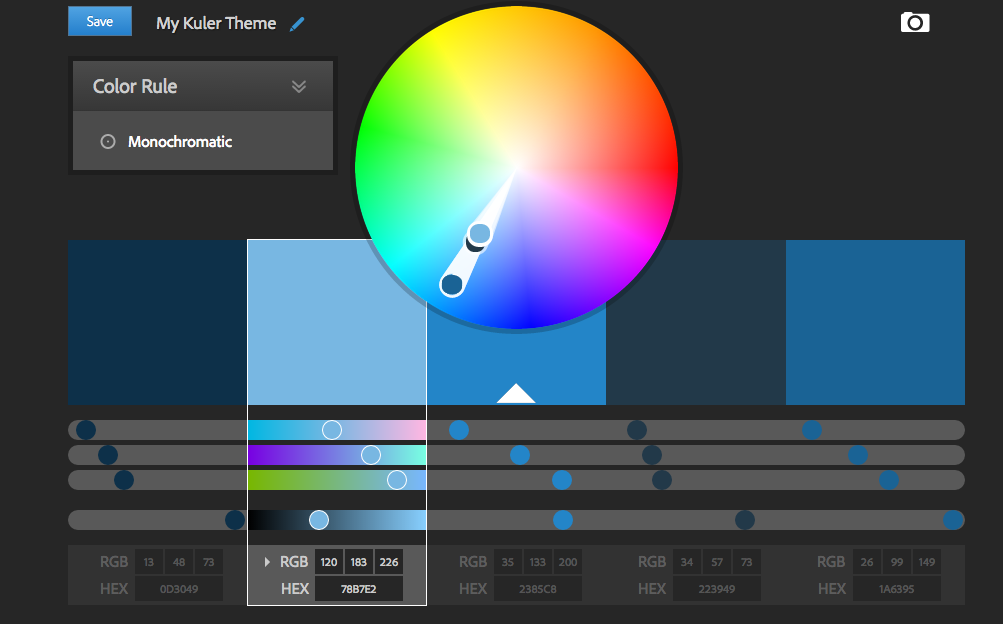 Save My Kuler Theme
Color Rule
Monochromatic
RGB 13 48 73 RGB 120 183 226 RGB 35 133 200 RGB 34 57 73 RGB 26 99 149
HEX 0D3049 HEX 78B7E2 HEX 2385C8 HEX 223949 HEX 1A6395